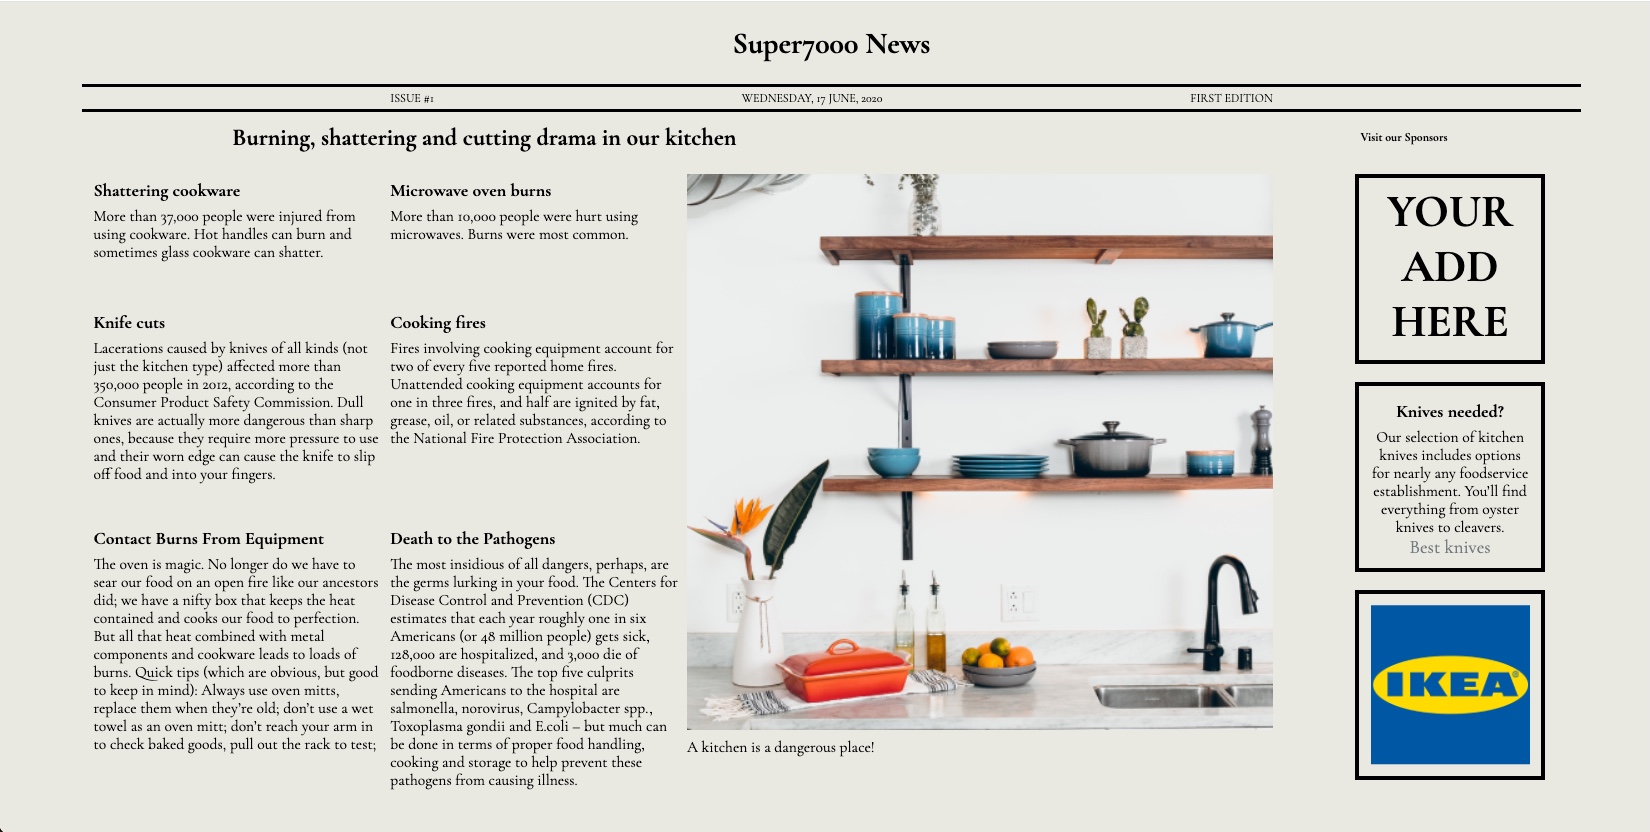 Super7000 News
ISSUE #1
WEDNESDAY, 17 JUNE, 2020
FIRST EDITION
Burning, shattering and cutting drama in our kitchen
Shattering cookware
More than 37,000 people were injured from
using cookware. Hot handles can burn and
sometimes glass cookware can shatter.
Microwave oven burns
More than 10,000 people were hurt using
microwaves. Burns were most common.
Knife cuts
Lacerations caused by knives of all kinds (not
just the kitchen type) affected more than
350,000 people in 2012, according to the
Consumer Product Safety Commission. Dull
knives are actually more dangerous than sharp
ones, because they require more pressure to use
and their worn edge can cause the knife to slip
off food and into your fingers.
Cooking fires
Fires involving cooking equipment account for
two of every five reported home fires.
Unattended cooking equipment accounts for
one in three fires, and half are ignited by fat,
grease, oil, or related substances, according to
the National Fire Protection Association.
Contact Burns From Equipment
The oven is magic. No longer do we have to
sear our food on an open fire like our ancestors
did; we have a nifty box that keeps the heat
contained and cooks our food to perfection.
But all that heat combined with metal
components and cookware leads to loads of
burns. Quick tips (which are obvious, but good
to keep in mind): Always use oven mitts,
replace them when they're old; don't use a wet
towel as an oven mitt; don't reach your arm in
to check baked goods, pull out the rack to test;
Death to the Pathogens
The most insidious of all dangers, perhaps, are
the germs lurking in your food. The Centers for
Disease Control and Prevention (CDC)
estimates that each year roughly one in six
Americans (or 48 million people) gets sick,
128,000 are hospitalized, and 3,000 die of
foodborne diseases. The top five culprits
sending Americans to the hospital are
salmonella, norovirus, Campylobacter spp.,
Toxoplasma gondii and E.coli – but much can
be done in terms of proper food handling,
cooking and storage to help prevent these
pathogens from causing illness.
A kitchen is a dangerous place!
Visit our Sponsors
YOUR
ADD
HERE
Knives needed?
Our selection of kitchen
knives includes options
for nearly any foodservice
establishment. You'll find
everything from oyster
knives to cleavers.
Best knives
IKEA®